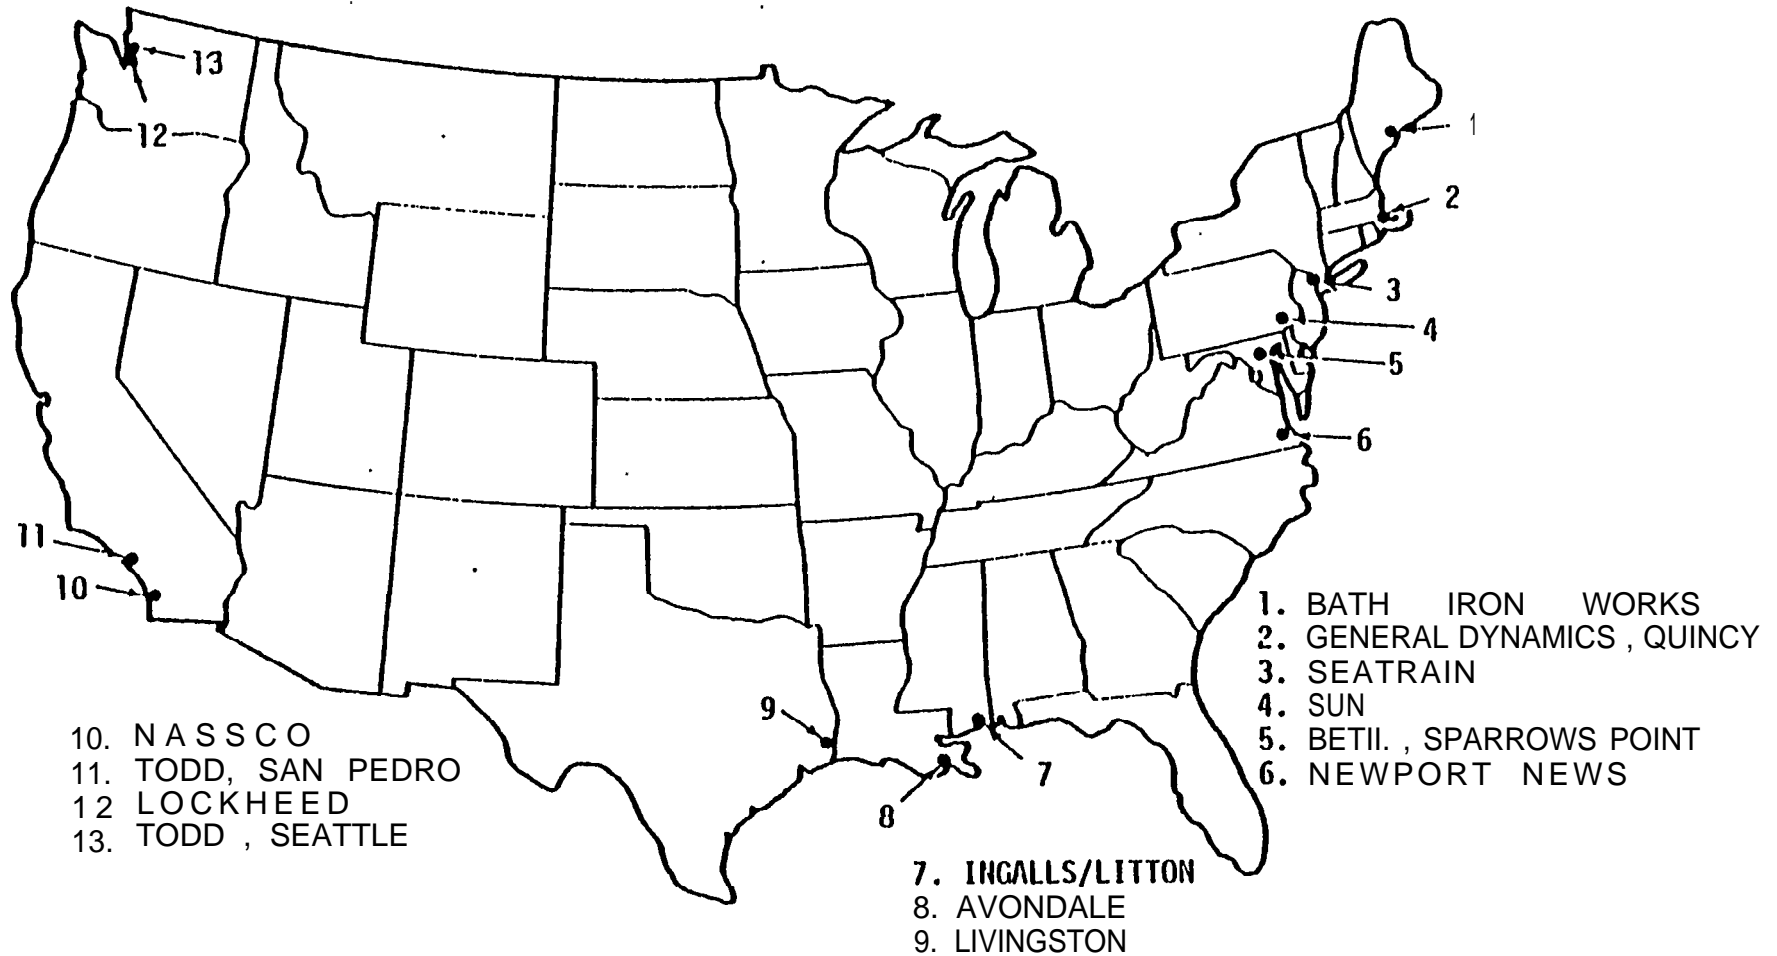 13
12
1
2
3
4
5
6
11
10
9
8
7
1. BATH IRON WORKS
2. GENERAL DYNAMICS , QUINCY
3. SEATRAIN
4. SUN
5. BETII. , SPARROWS POINT
6. NEWPORT NEWS
7. INGALLS/LITTON
8. AVONDALE
9. LIVINGSTON
10. NASSCO
11. TODD, SAN PEDRO
12 LOCKHEED
13. TODD , SEATTLE